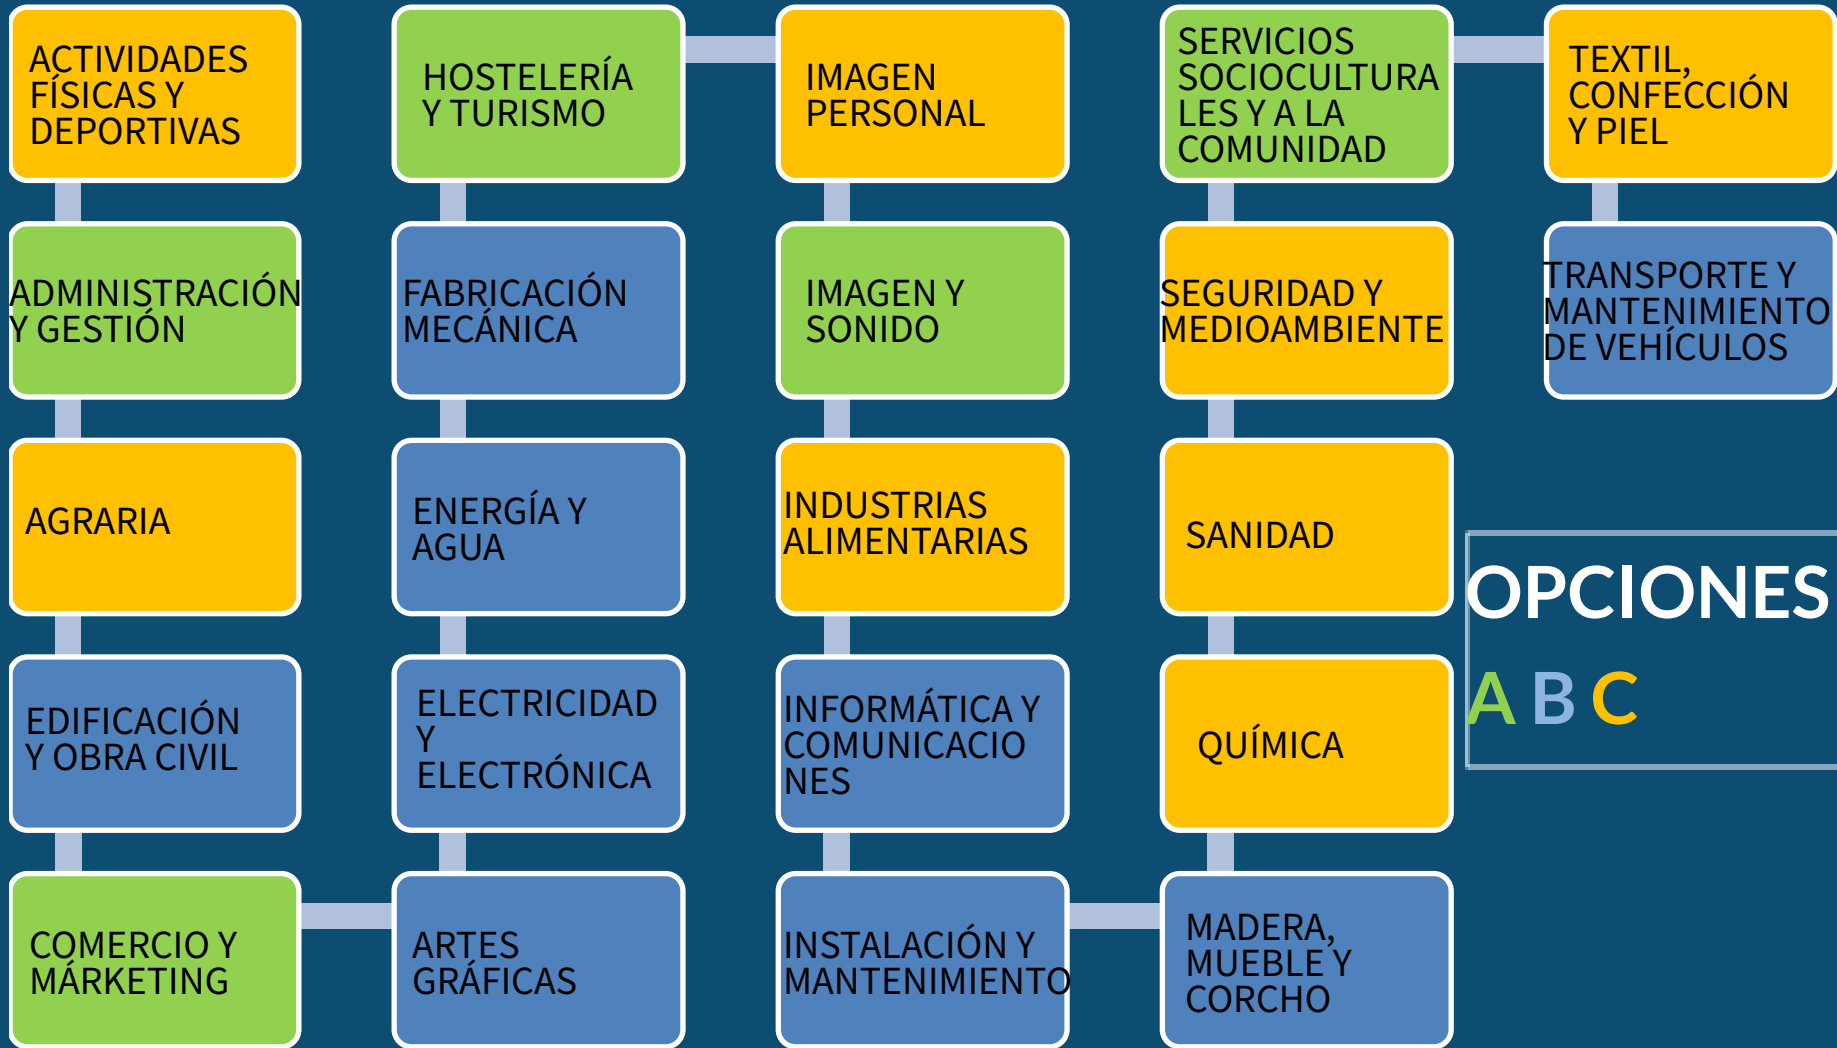 ACTIVIDADES
FÍSICAS Y
DEPORTIVAS
ADMINISTRACIÓN
Y GESTIÓN
AGRARIA
EDIFICACIÓN
Y OBRA CIVIL
COMERCIO Y
MÁRKETING
HOSTELERÍA
Y TURISMO
FABRICACIÓN
MECÁNICA
ENERGÍA Y
AGUA
ELECTRICIDAD
Y
ELECTRÓNICA
ARTES
GRÁFICAS
IMAGEN
PERSONAL
IMAGEN Y
SONIDO
INDUSTRIAS
ALIMENTARIAS
INFORMÁTICA Y
COMUNICACIO
NES
INSTALACIÓN Y
MANTENIMIENTO
SERVICIOS
SOCIOCULTURA
LES Y A LA
COMUNIDAD
SEGURIDAD Y
MEDIOAMBIENTE
SANIDAD
QUÍMICA
MADERA,
MUEBLE Y
CORCHO
TEXTIL,
CONFECCIÓN
Y PIEL
TRANSPORTE Y
MANTENIMIENTO
DE VEHÍCULOS
OPCIONES
A B C